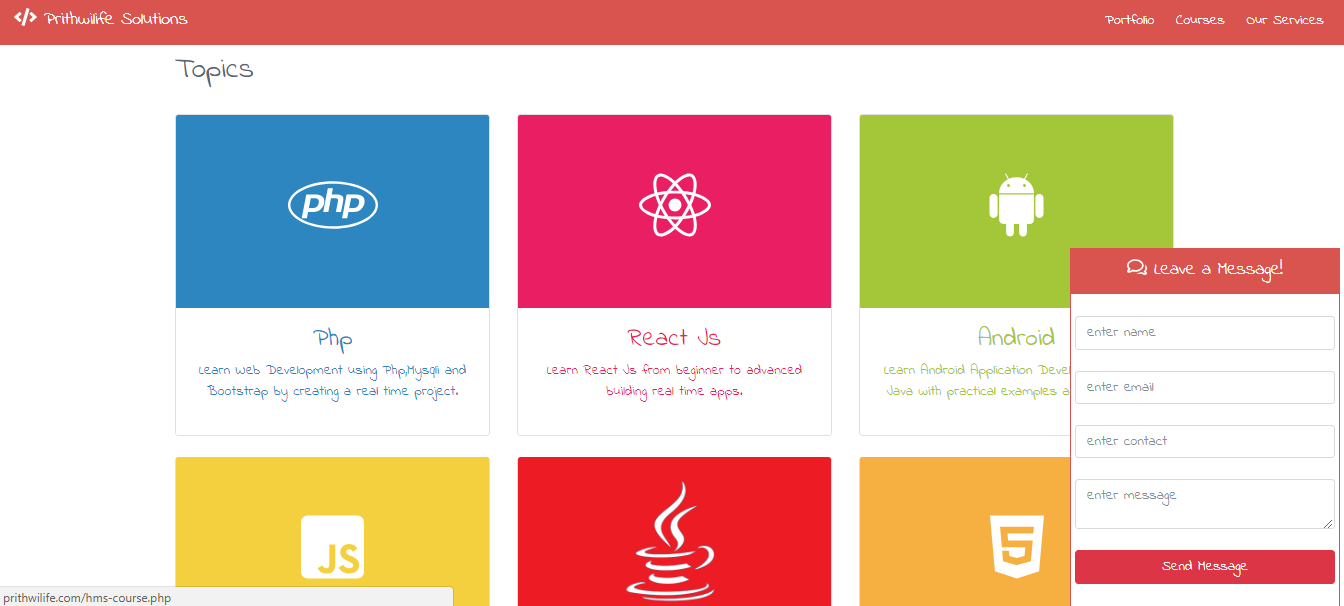 Prithwilife Solutions
Portfolio Courses Our Services
Topics
php
Php
Learn Web Development using Php,Mysqli and
Bootstrap by creating a real time project.
React Js
Learn React Js from beginner to advanced
building real time apps.
Android
Learn Android Application Devel
Java with practical examples a
JS
5
Leave a Message!
enter name
enter email
enter contact
enter message
Send Message
prithwilife.com/hms-course.php